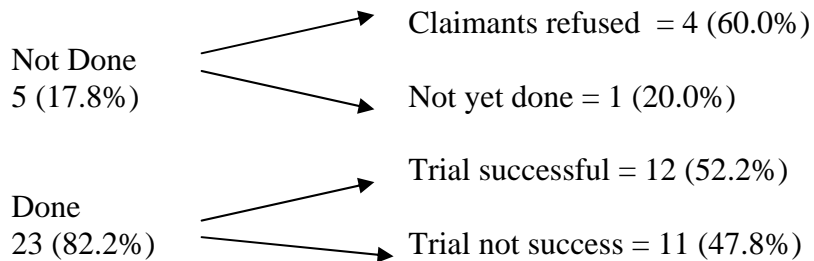 Claimants refused = 4 (60.0%)
Not Done
5 (17.8%)
Not yet done = 1 (20.0%)
Trial successful = 12 (52.2%)
Done
23 (82.2%)
Trial not success = 11 (47.8%)